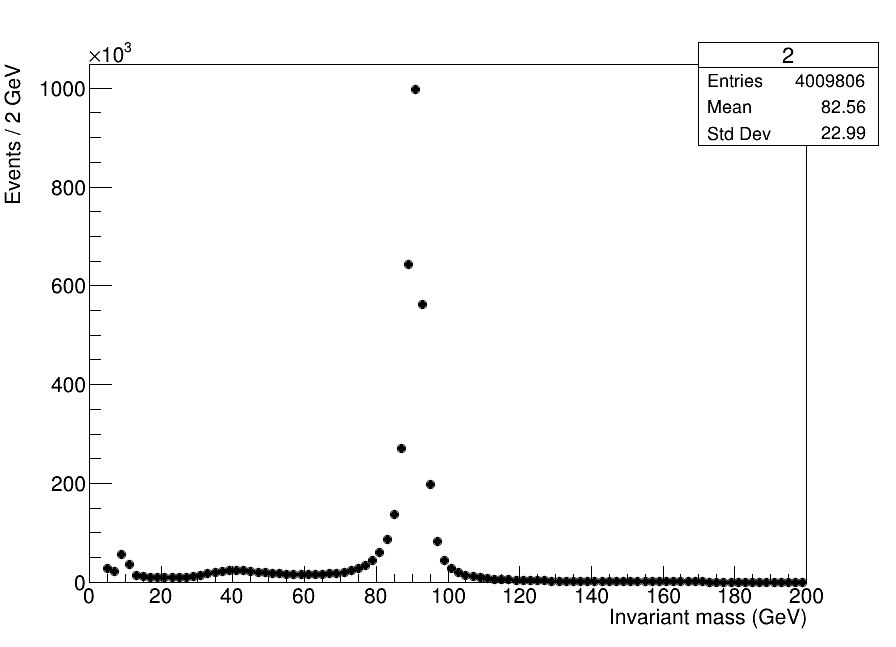 ×10³
Events / 2 GeV
2
Entries 4009806
Mean 82.56
Std Dev 22.99
1000
800
600
400
200
0
0 20 40 60 80 100 120 140 160 180 200
Invariant mass (GeV)